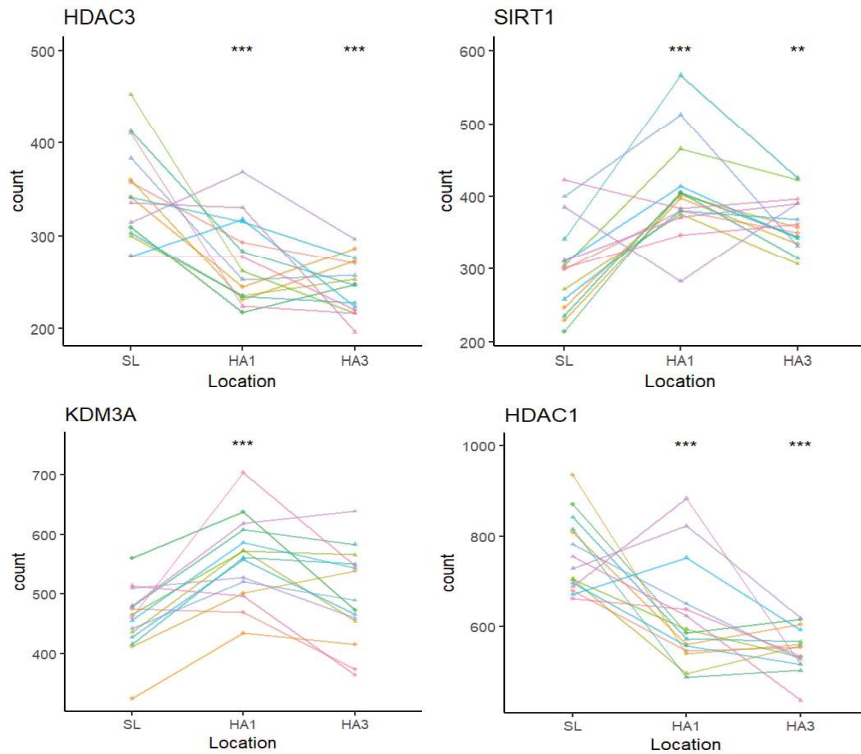 HDAC3
***
***
500
400
300
200
count
SL
HA1
HA3
Location
SIRT1
***
**
600
500
400
300
200
count
SL
HA1
HA3
Location
KDM3A
***
700
600
500
400
count
SL
HA1
HA3
Location
HDAC1
***
***
1000
800
600
count
SL
HA1
HA3
Location